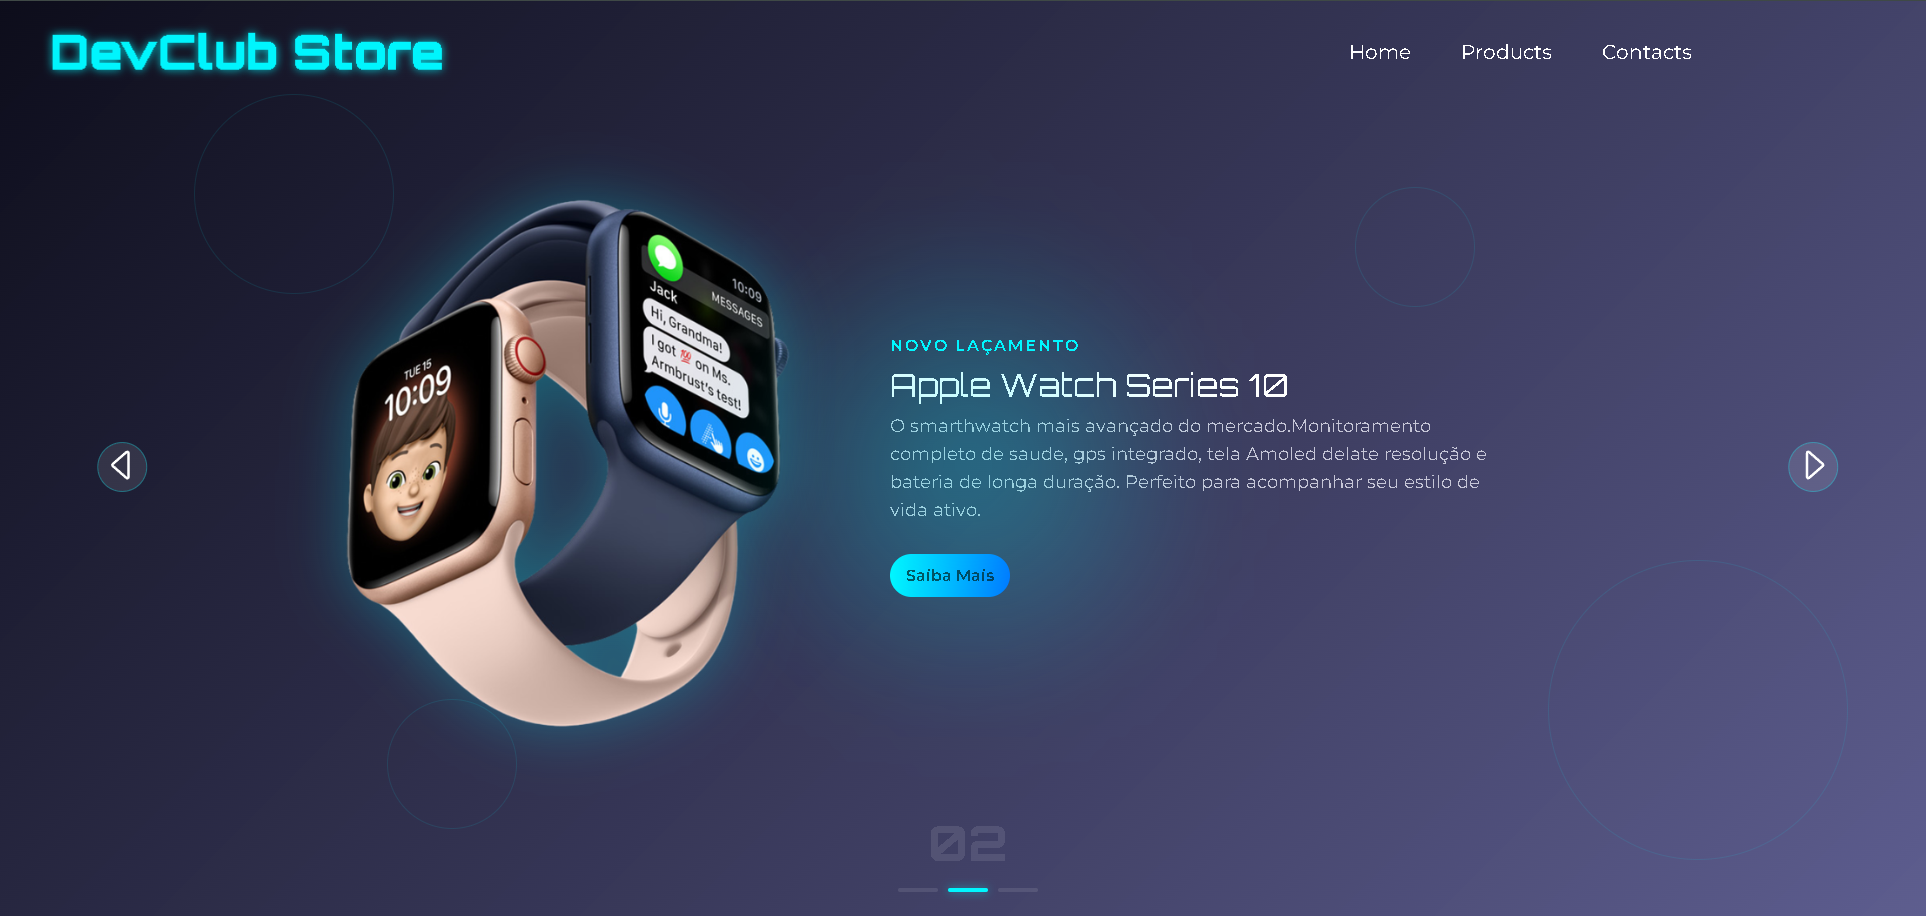 DevClub Store
Home
Products
Contacts
10:09
MESSAGES
Jack
Hi, Grandma!
I got 💯 on Ms.
Armbrust's test!
TUE 15
10:09
NOVO LAÇAMENTO
Apple Watch Series 10
O smarthwatch mais avançado do mercado.Monitoramento
completo de saude, gps integrado, tela Amoled delate resolução e
bateria de longa duração. Perfeito para acompanhar seu estilo de
vida ativo.
Saiba Mais
02